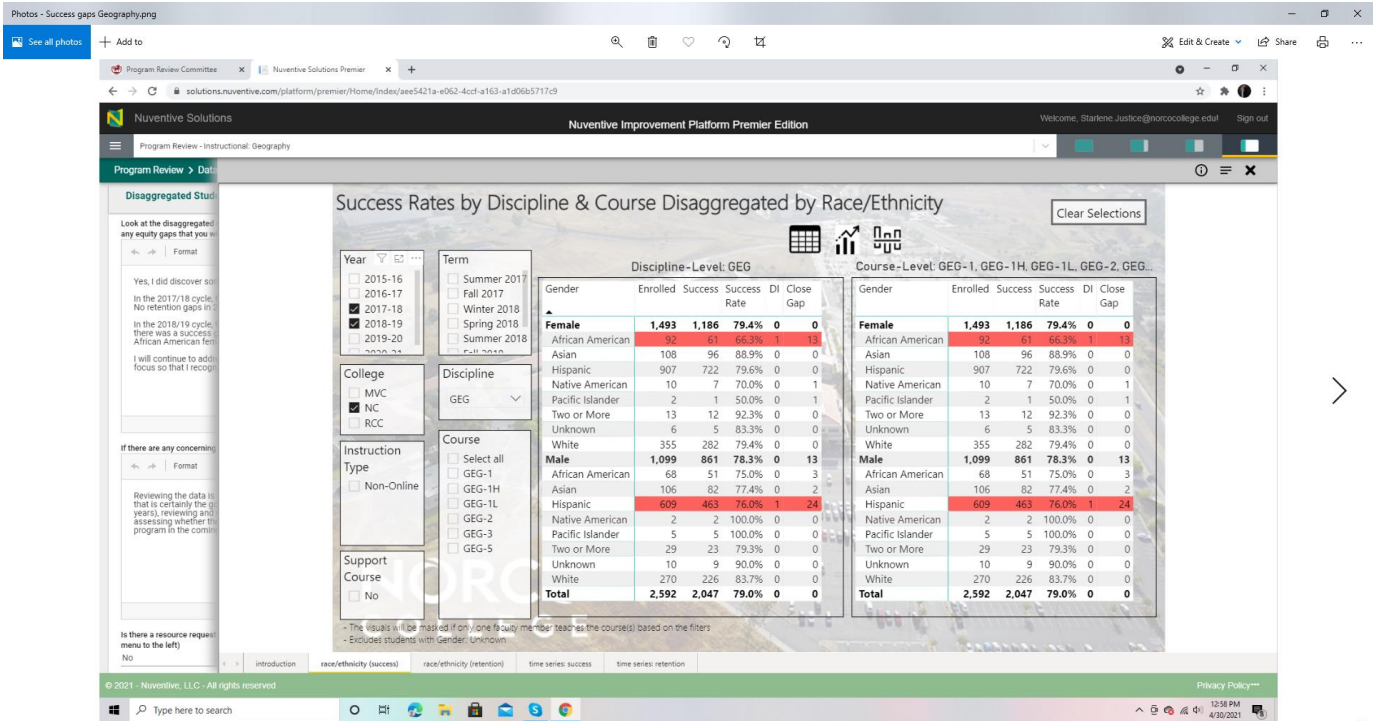 Photos - Success gaps Geography.png
See all photos
Add to
Edit & Create
Share
Program Review Committee
Nuventive Solutions Premier
solutions.nuventive.com/platform/premier/Home/Index/aee5421a-e062-4ccf-a163-a1d06b5717c9
Nuventive Solutions
Nuventive Improvement Platform Premier Edition
Welcome, Starlene.Justice@norcocollege.edu!
Sign out
Program Review - Instructional: Geography
Program Review > Data
Disaggregated Stud
Look at the disaggregated
any equity gaps that you w
Format
Yes, I did discover so
In the 2017/18 cycle,
No retention gaps in 2
In the 2018/19 cycle,
there was a success
African American fem
I will continue to add
focus so that I recogn
If there are any concerning
Format
Reviewing the data is
that is certainly the g
years), reviewing and
assessing whether th
program in the comin
Is there a resource request
menu to the left)
No
Success Rates by Discipline & Course Disaggregated by Race/Ethnicity
Clear Selections
Year
2015-16
2016-17
2017-18
2018-19
2019-20
2020-21
Term
Summer 2017
Fall 2017
Winter 2018
Spring 2018
Summer 2018
Fall 2018
College
MVC
NC
RCC
Discipline
GEG
Instruction
Type
Non-Online
Course
Select all
GEG-1
GEG-1H
GEG-1L
GEG-2
GEG-3
GEG-5
Support
Course
No
Discipline-Level: GEG
Gender Enrolled Success Success Rate DI Close Gap
Female 1,493 1,186 79.4% 0 0
African American 92 61 66.3% 1 13
Asian 108 96 88.9% 0 0
Hispanic 907 722 79.6% 0 0
Native American 10 7 70.0% 0 1
Pacific Islander 2 1 50.0% 0 1
Two or More 13 12 92.3% 0 0
Unknown 6 5 83.3% 0 0
White 355 282 79.4% 0 0
Male 1,099 861 78.3% 0 13
African American 68 51 75.0% 0 3
Asian 106 82 77.4% 0 2
Hispanic 609 463 76.0% 1 24
Native American 2 2 100.0% 0 0
Pacific Islander 5 5 100.0% 0 0
Two or More 29 23 79.3% 0 0
Unknown 10 9 90.0% 0 0
White 270 226 83.7% 0 0
Total 2,592 2,047 79.0% 0 0
Course-Level: GEG-1, GEG-1H, GEG-1L, GEG-2, GEG...
Gender Enrolled Success Success Rate DI Close Gap
Female 1,493 1,186 79.4% 0 0
African American 92 61 66.3% 1 13
Asian 108 96 88.9% 0 0
Hispanic 907 722 79.6% 0 0
Native American 10 7 70.0% 0 1
Pacific Islander 2 1 50.0% 0 1
Two or More 13 12 92.3% 0 0
Unknown 6 5 83.3% 0 0
White 355 282 79.4% 0 0
Male 1,099 861 78.3% 0 13
African American 68 51 75.0% 0 3
Asian 106 82 77.4% 0 2
Hispanic 609 463 76.0% 1 24
Native American 2 2 100.0% 0 0
Pacific Islander 5 5 100.0% 0 0
Two or More 29 23 79.3% 0 0
Unknown 10 9 90.0% 0 0
White 270 226 83.7% 0 0
Total 2,592 2,047 79.0% 0 0
- The visuals will be masked if only one faculty member teaches the course(s) based on the filters
- Excludes students with Gender: Unknown
introduction
race/ethnicity (success)
race/ethnicity (retention)
time series: success
time series: retention
© 2021 - Nuventive, LLC - All rights reserved
Privacy Policy
Type here to search
12:58 PM
4/30/2021